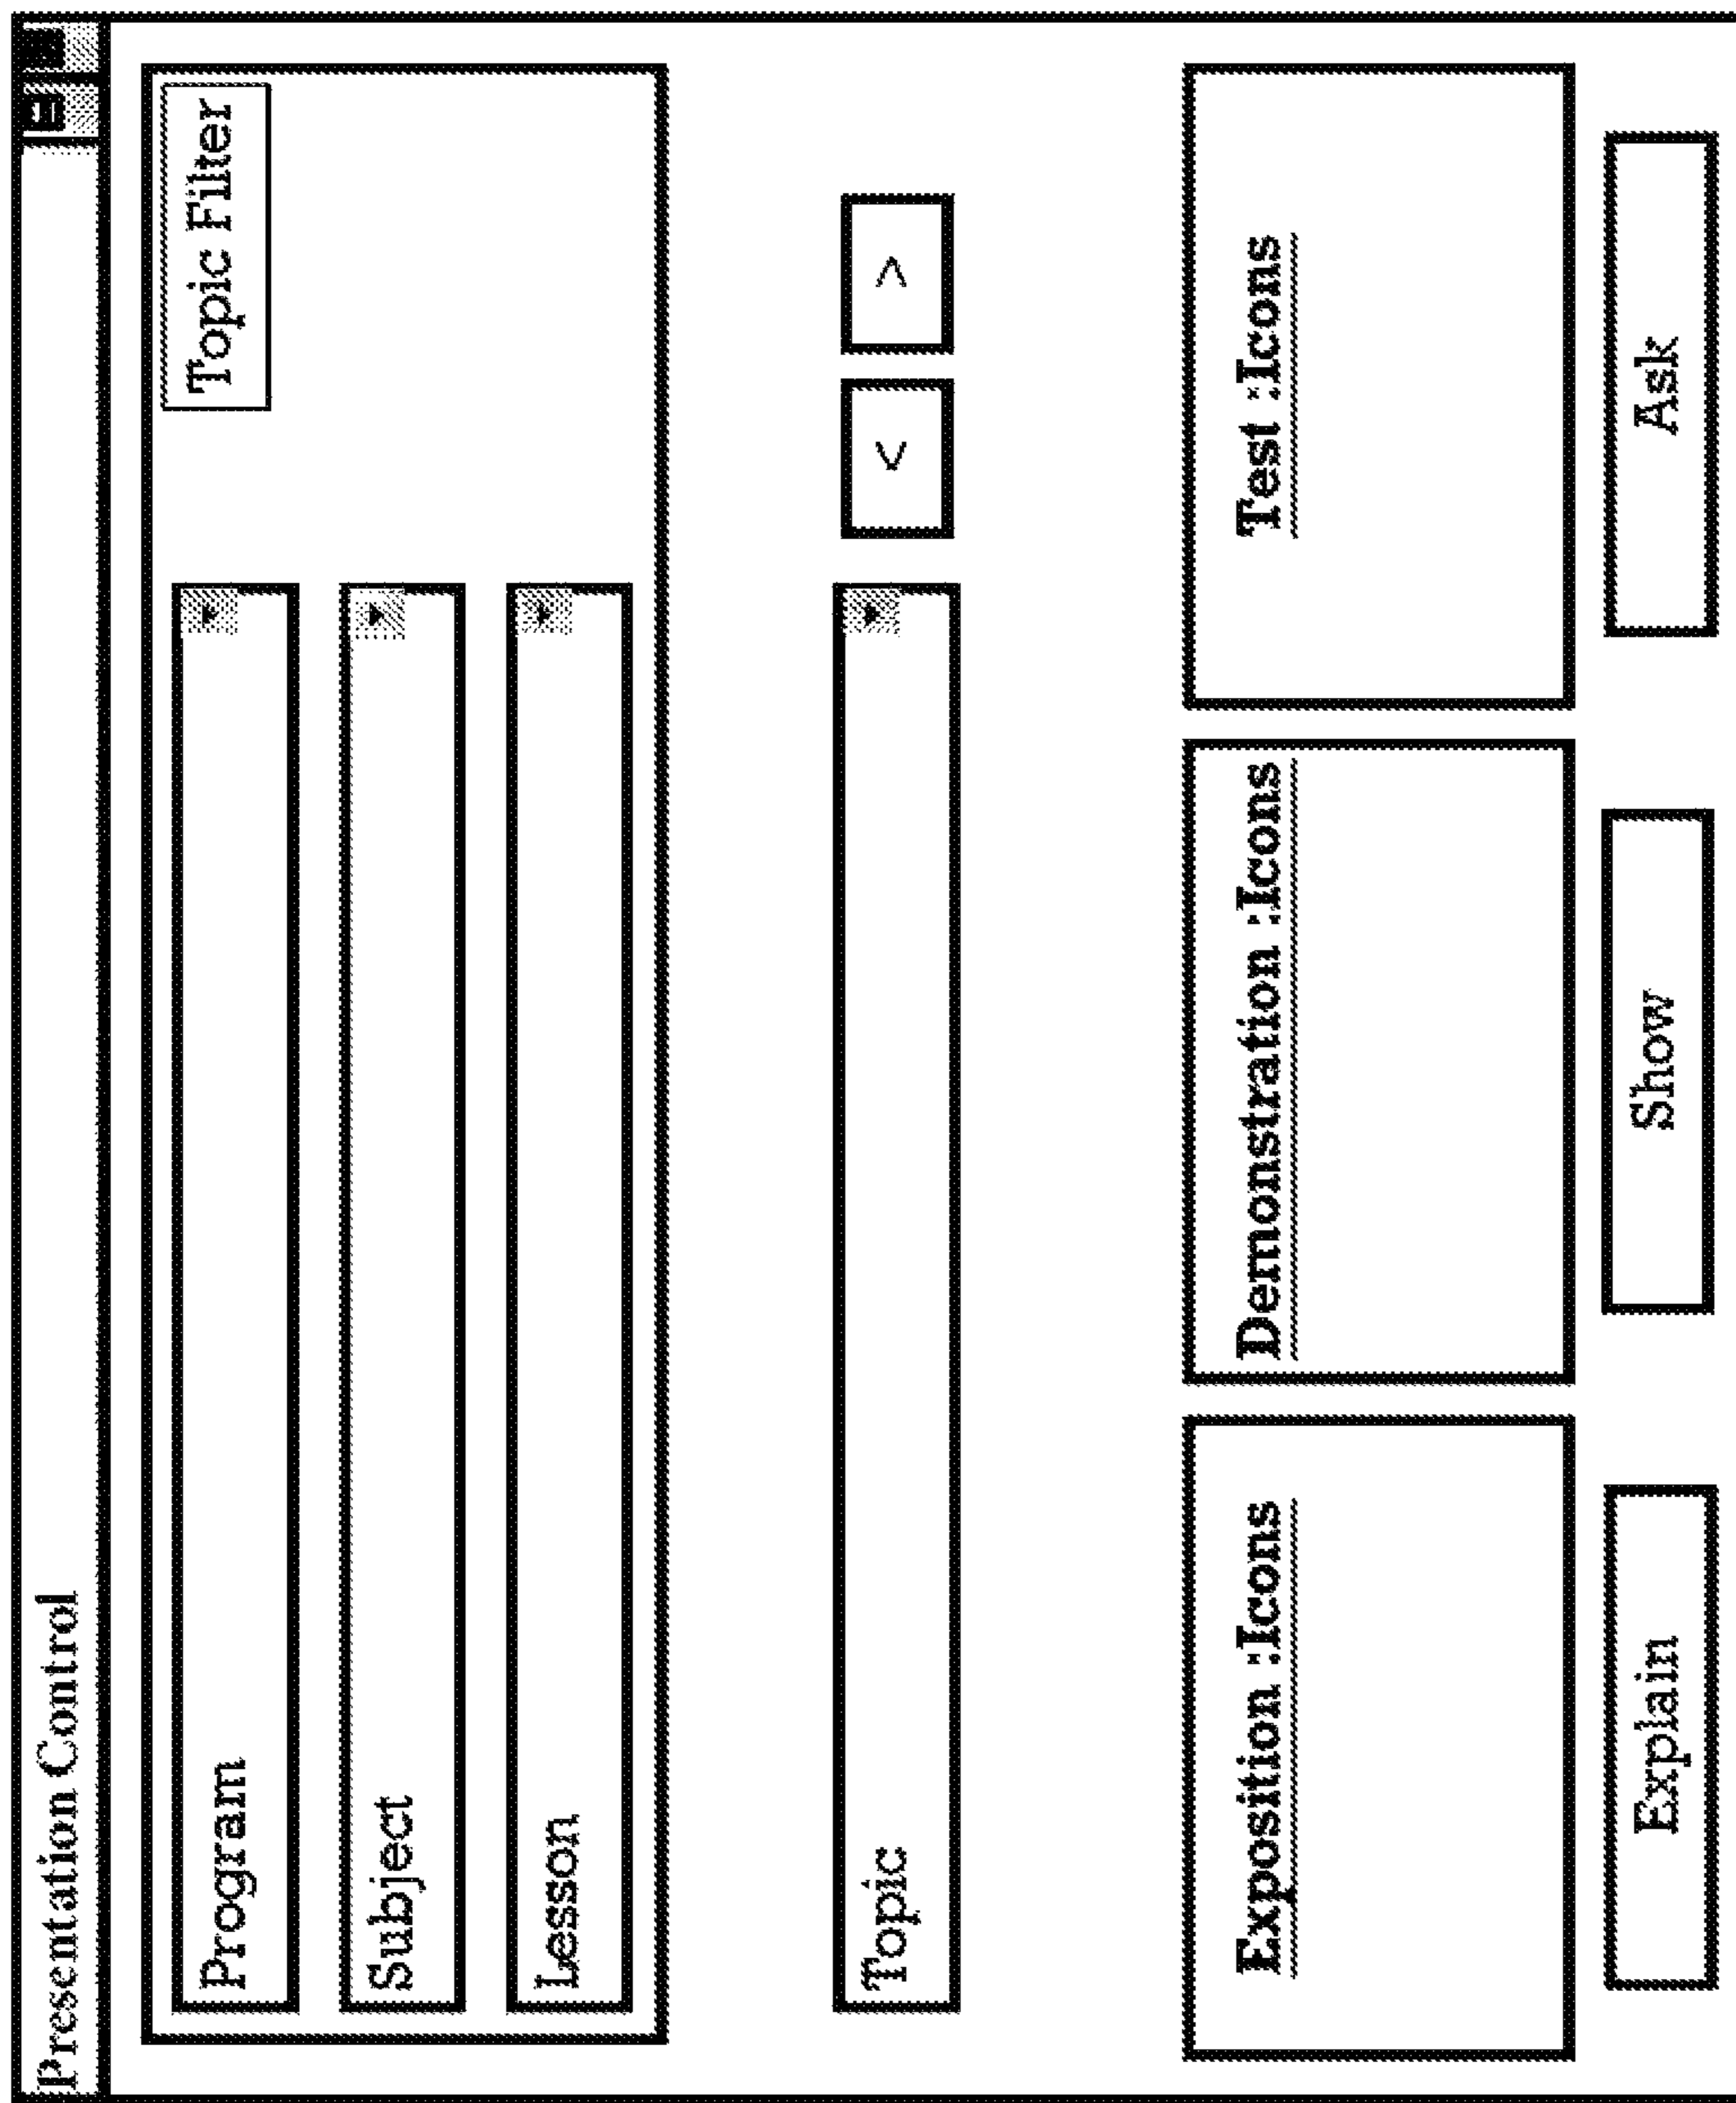 Presentation Control
Topic Filter
Program
Subject
Lesson
Topic
<
>
Exposition :Icons
Demonstration :Icons
Test :Icons
Explain
Show
Ask